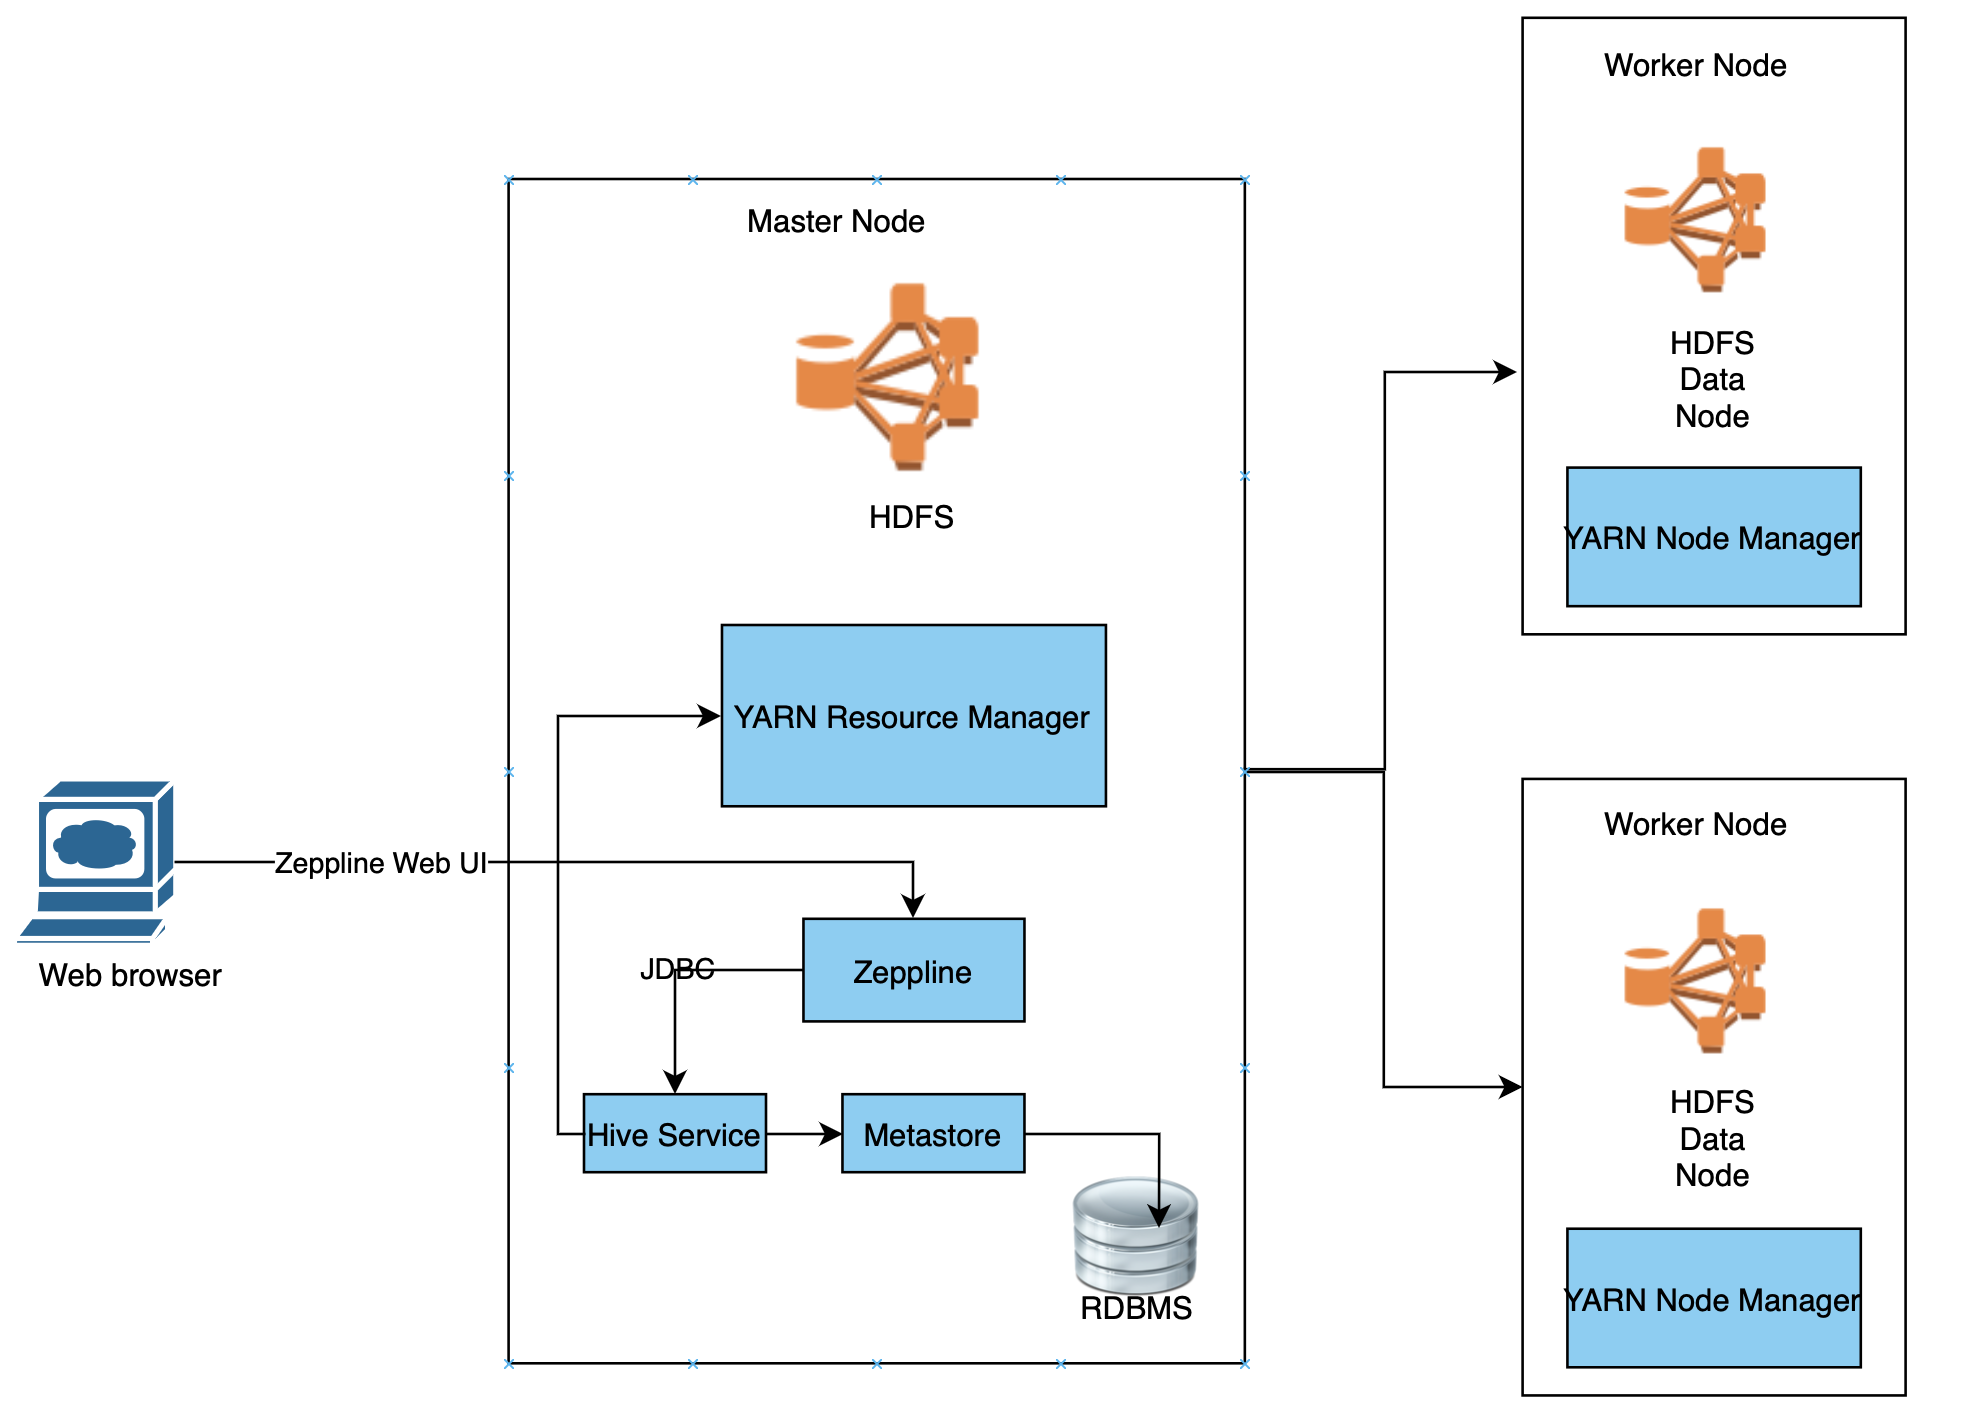 Worker Node
Master Node
HDFS
Data
Node
HDFS
YARN Node Manager
YARN Resource Manager
Worker Node
Zeppline Web UI
Web browser
JDBC
Zeppline
Hive Service
Metastore
HDFS
Data
Node
RDBMS
YARN Node Manager